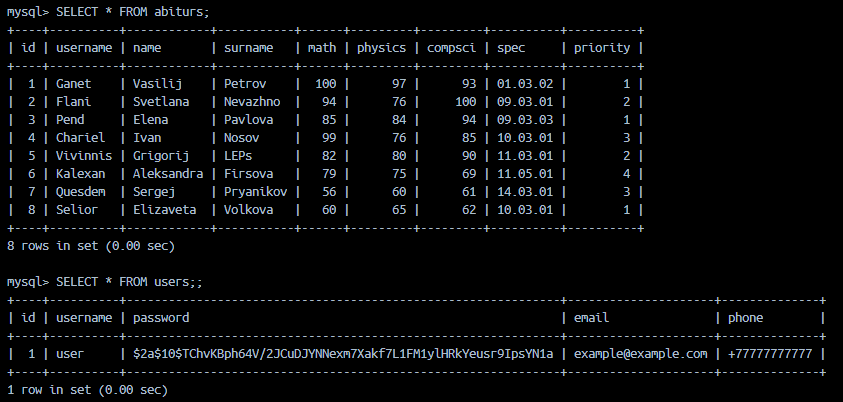 mysql> SELECT * FROM abiturs;
+----+----------+------------+-----------+------+---------+---------+----------+----------+
| id | username | name       | surname   | math | physics | compsci | spec     | priority |
+----+----------+------------+-----------+------+---------+---------+----------+----------+
|  1 | Ganet    | Vasilij    | Petrov    |  100 |      97 |      93 | 01.03.02 |        1 |
|  2 | Flani    | Svetlana   | Nevazhno  |   94 |      76 |     100 | 09.03.01 |        2 |
|  3 | Pend     | Elena      | Pavlova   |   85 |      84 |      94 | 09.03.03 |        1 |
|  4 | Chariel  | Ivan       | Nosov     |   99 |      76 |      85 | 10.03.01 |        3 |
|  5 | Vivinnis | Grigorij   | LEPs      |   82 |      80 |      90 | 11.03.01 |        2 |
|  6 | Kalexan  | Aleksandra | Firsova   |   79 |      75 |      69 | 11.05.01 |        4 |
|  7 | Quesdem  | Sergej     | Pryanikov |   56 |      60 |      61 | 14.03.01 |        3 |
|  8 | Selior   | Elizaveta  | Volkova   |   60 |      65 |      62 | 10.03.01 |        1 |
+----+----------+------------+-----------+------+---------+---------+----------+----------+
8 rows in set (0.00 sec)
mysql> SELECT * FROM users;;
+----+----------+--------------------------------------------------------------+---------------------+--------------+
| id | username | password                                                     | email               | phone        |
+----+----------+--------------------------------------------------------------+---------------------+--------------+
|  1 | user     | $2a$10$TChvKBph64V/2JCuDJYNNexm7Xakf7L1FM1ylHRkYeusr9IpsYN1a | example@example.com | +77777777777 |
+----+----------+--------------------------------------------------------------+---------------------+--------------+
1 row in set (0.00 sec)